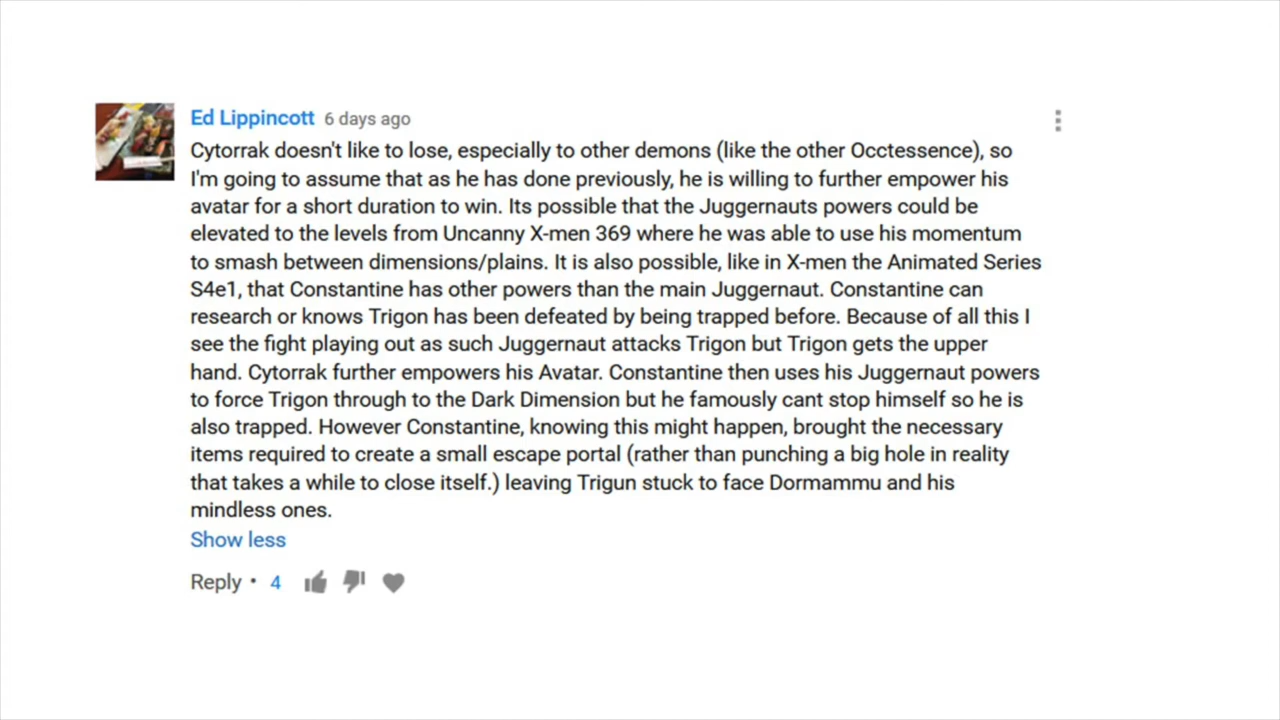 Ed Lippincott 6 days ago
Cytorrak doesn't like to lose, especially to other demons (like the other Occtessence), so
I'm going to assume that as he has done previously, he is willing to further empower his
avatar for a short duration to win. Its possible that the Juggernauts powers could be
elevated to the levels from Uncanny X-men 369 where he was able to use his momentum
to smash between dimensions/plains. It is also possible, like in X-men the Animated Series
S4e1, that Constantine has other powers than the main Juggernaut. Constantine can
research or knows Trigon has been defeated by being trapped before. Because of all this I
see the fight playing out as such Juggernaut attacks Trigon but Trigon gets the upper
hand. Cytorrak further empowers his Avatar. Constantine then uses his Juggernaut powers
to force Trigon through to the Dark Dimension but he famously cant stop himself so he is
also trapped. However Constantine, knowing this might happen, brought the necessary
items required to create a small escape portal (rather than punching a big hole in reality
that takes a while to close itself.) leaving Trigun stuck to face Dormammu and his
mindless ones.
Show less
Reply • 4